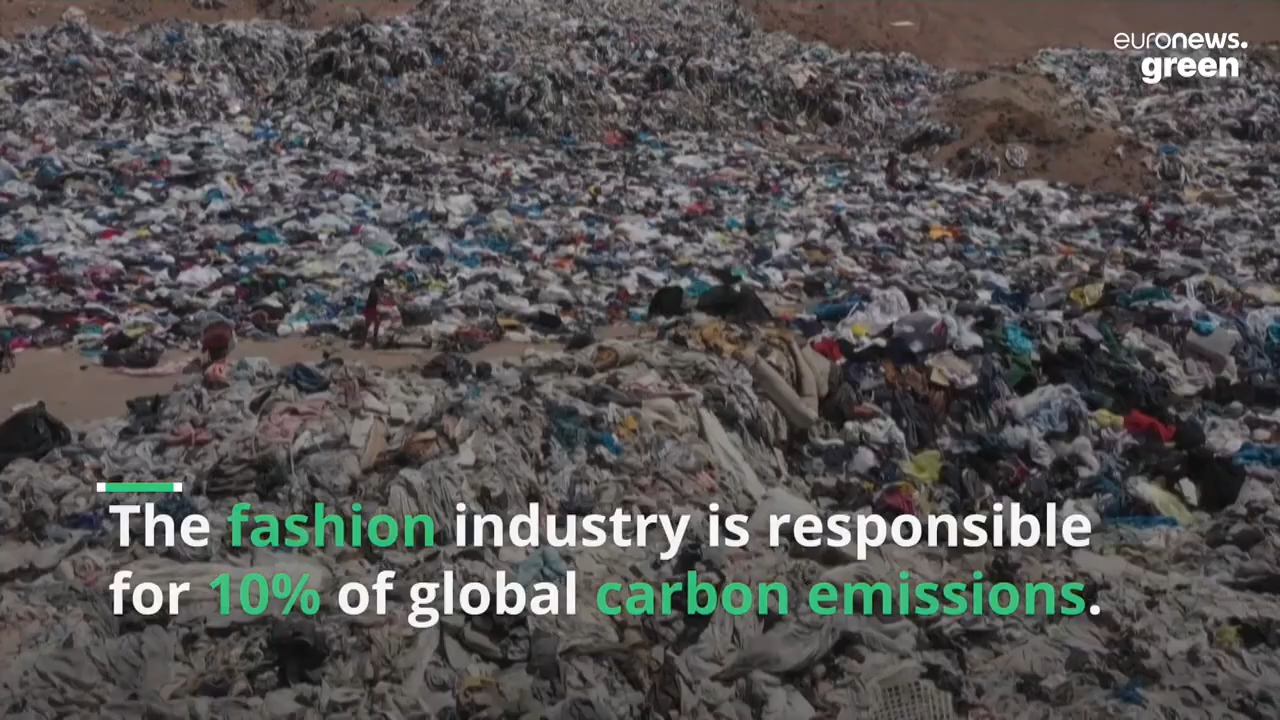 euronews.
green
The fashion industry is responsible
for 10% of global carbon emissions.